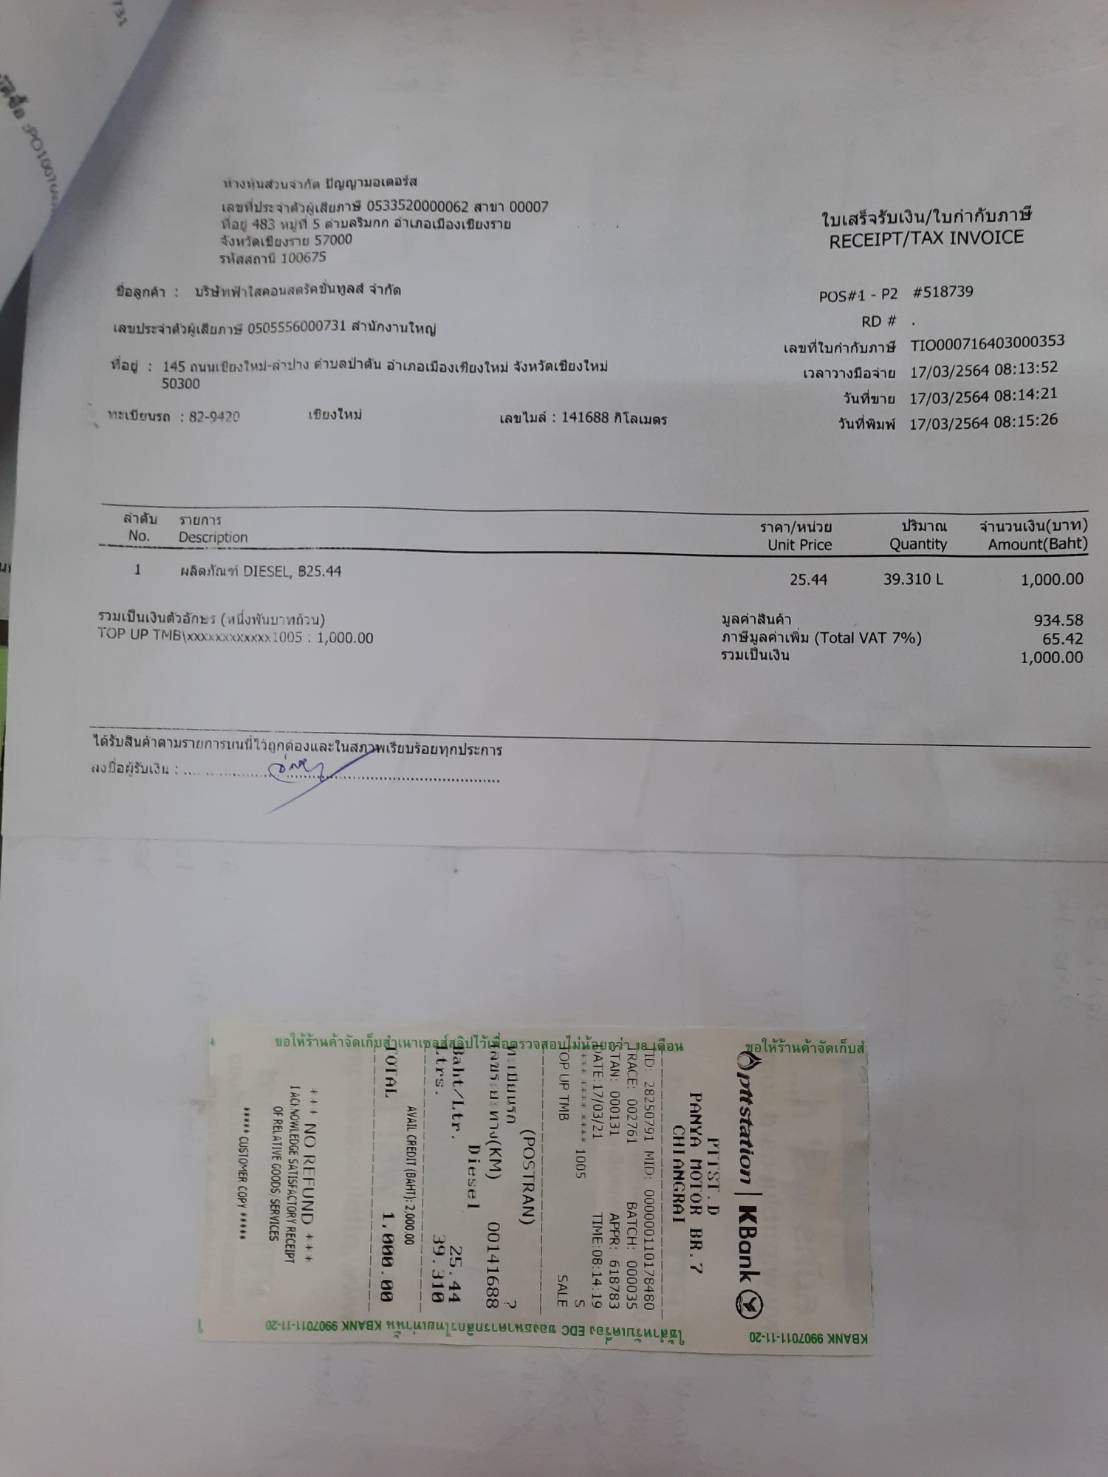 731
ห้างหุ้นส่วนจำกัด ปัญญามอเตอร์ส
เลขที่ประจำตัวผู้เสียภาษี 0533520000062 สาขา 00007
ที่อยู่ 483 หมู่ที่ 5 ตำบลริมกก อำเภอเมืองเชียงราย
จังหวัดเชียงราย 57000
รหัสสถานี 100675
ใบเสร็จรับเงิน/ใบกำกับภาษี
RECEIPT/TAX INVOICE
ชื่อลูกค้า : บริษัทฟ้าใสคอนสตรัคชั่นทูลส์ จำกัด
POS#1 - P2 #518739
RD # .
เลขประจำตัวผู้เสียภาษี 0505556000731 สำนักงานใหญ่
เลขที่ใบกำกับภาษี TIO000716403000353
ที่อยู่ : 145 ถนนเชียงใหม่-ลำปาง ตำบลป่าตัน อำเภอเมืองเชียงใหม่ จังหวัดเชียงใหม่
50300
เวลาวางมือจ่าย 17/03/2564 08:13:52
วันที่ขาย 17/03/2564 08:14:21
ทะเบียนรถ : 82-9420 เชียงใหม่ เลขไมล์ : 141688 กิโลเมตร
วันที่พิมพ์ 17/03/2564 08:15:26
ลำดับ รายการ ราคา/หน่วย ปริมาณ จำนวนเงิน(บาท)
No. Description Unit Price Quantity Amount(Baht)
1 ผลิตภัณฑ์ DIESEL, B25.44 25.44 39.310 L 1,000.00
รวมเป็นเงินตัวอักษร (หนึ่งพันบาทถ้วน)
TOP UP TMB\xxxxxxxxxxxx1005 : 1,000.00
มูลค่าสินค้า 934.58
ภาษีมูลค่าเพิ่ม (Total VAT 7%) 65.42
รวมเป็นเงิน 1,000.00
ได้รับสินค้าตามรายการบนนี้ไว้ถูกต้องและในสภาพเรียบร้อยทุกประการ
ลงชื่อผู้รับเงิน :
ขอให้ร้านค้าจัดเก็บสำเนาเซลส์สลิปไว้เพื่อตรวจสอบไม่น้อยกว่า 18 เดือน
ขอให้ร้านค้าจัดเก็บสำ
pttstation | KBank
PTTST.D
PANYA MOTOR BR.7
CHIANGRAI
TID: 28250791 MID: 000000110178480
TRACE: 002761 BATCH: 000035
STAN: 000131 APPR: 618783
DATE:17/03/21 TIME:08:14:19
**** **** **** 1005 S
TOP UP TMB SALE
(POSTRAN)
ทะเบียนรถ ?
เลขระยะทาง(KM) 00141688
Diesel
Baht/Ltr. 25.44
Ltrs. 39.310
AVAIL CREDIT (BAHT): 2,000.00
TOTAL 1,000.00
+++ NO REFUND +++
I ACKNOWLEDGE SATISFACTORY RECEIPT
OF RELATIVE GOODS/SERVICES
***** CUSTOMER COPY *****
ใช้สำหรับเครื่อง EDC ของธนาคารกสิกรไทยเท่านั้น KBANK 9907011-11-20
KBANK 9907011-11-20